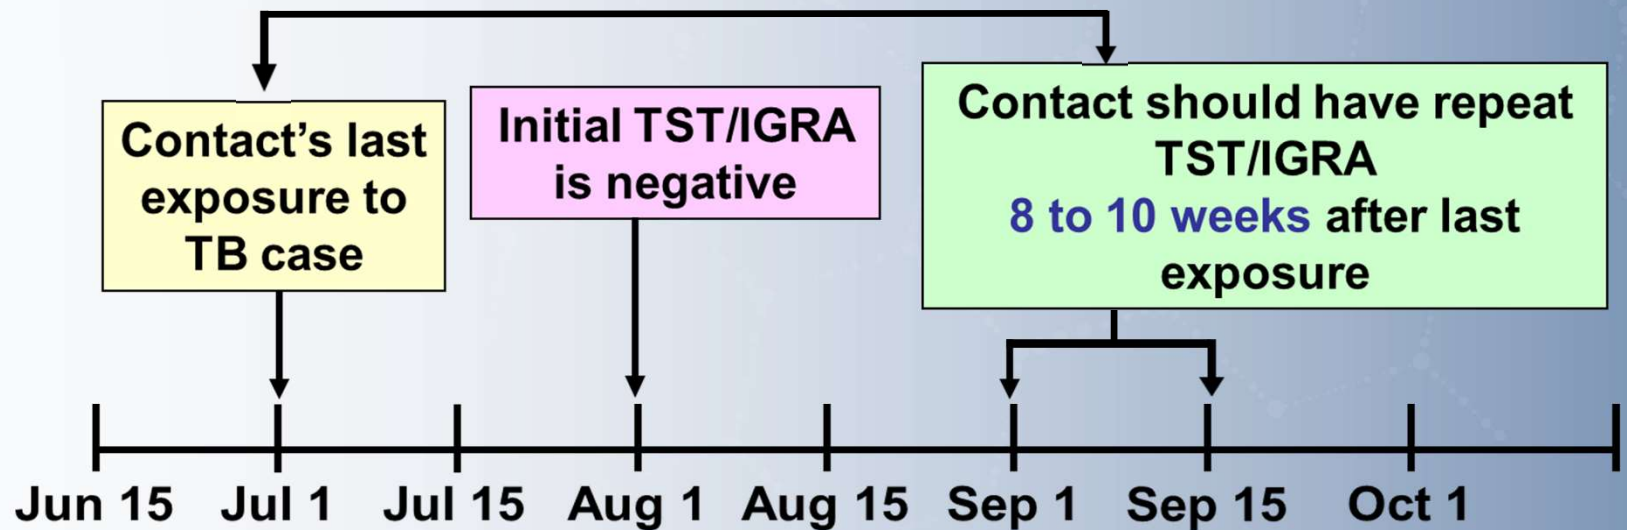 Contact’s last
exposure to
TB case
Initial TST/IGRA
is negative
Contact should have repeat
TST/IGRA
8 to 10 weeks after last
exposure
Jun 15 Jul 1 Jul 15 Aug 1 Aug 15 Sep 1 Sep 15 Oct 1